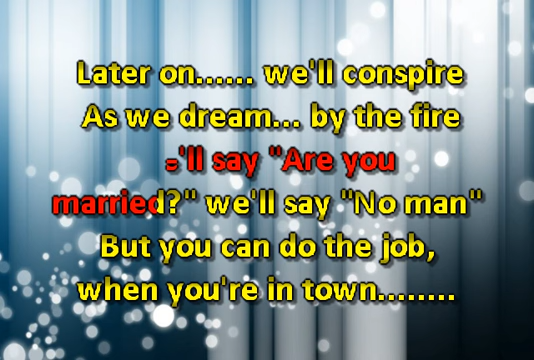 Later on...... we'll conspire
As we dream... by the fire
'll say "Are you
married?" we'll say "No man"
But you can do the job,
when you're in town........